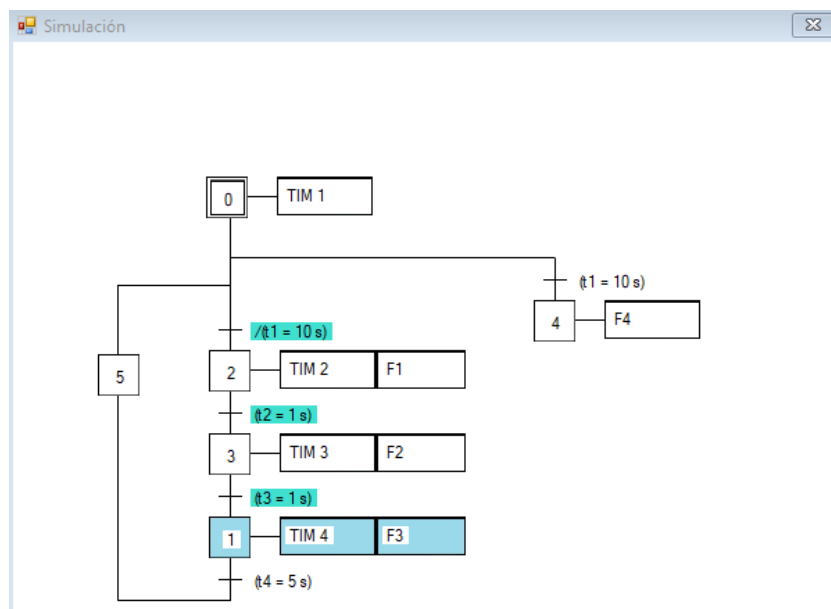 Simulación
0 TIM 1
(t1 = 10 s)
4 F4
/(t1 = 10 s)
5
2 TIM 2 F1
(t2 = 1 s)
3 TIM 3 F2
(t3 = 1 s)
1 TIM 4 F3
(t4 = 5 s)